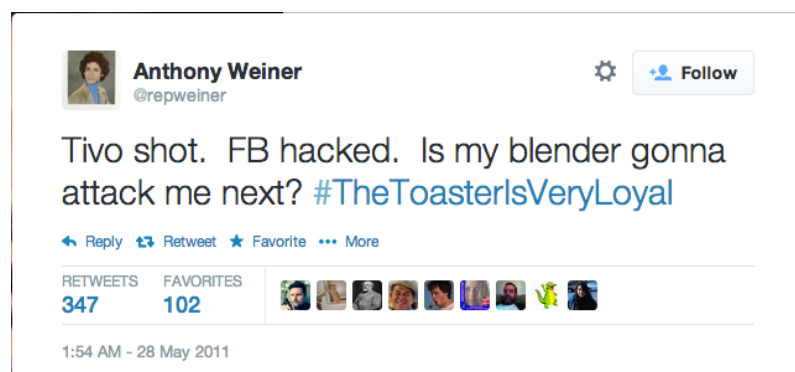 Anthony Weiner
@repweiner
Follow
Tivo shot.  FB hacked.  Is my blender gonna
attack me next? #TheToasterIsVeryLoyal
Reply Retweet Favorite More
RETWEETS FAVORITES
347 102
1:54 AM - 28 May 2011